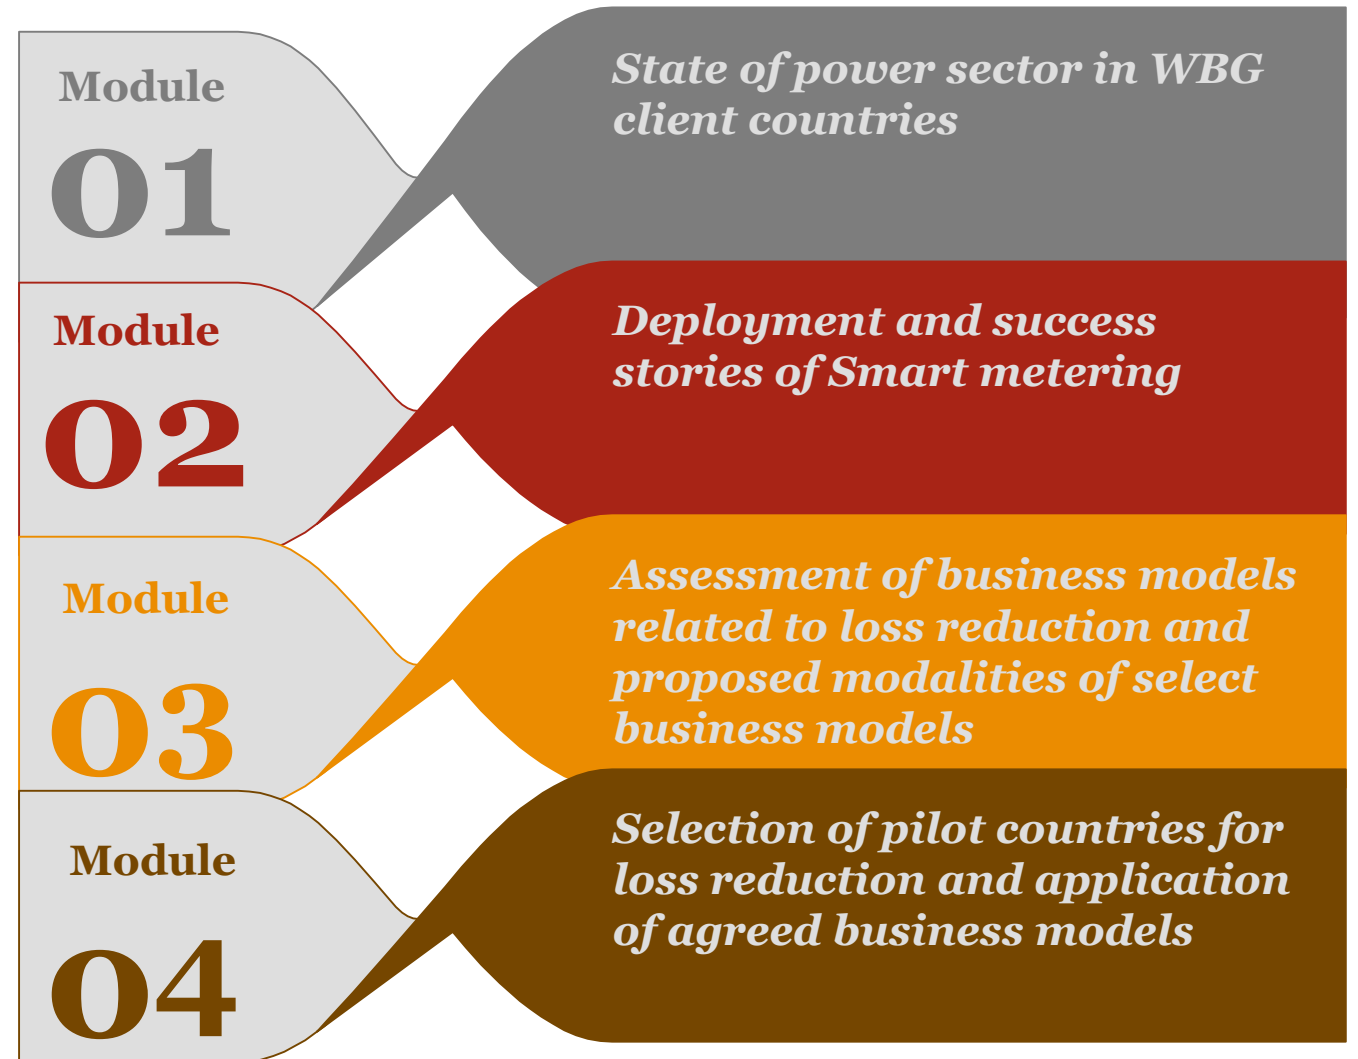 Module
01
State of power sector in WBG
client countries
Module
02
Deployment and success
stories of Smart metering
Module
03
Assessment of business models
related to loss reduction and
proposed modalities of select
business models
Module
04
Selection of pilot countries for
loss reduction and application
of agreed business models